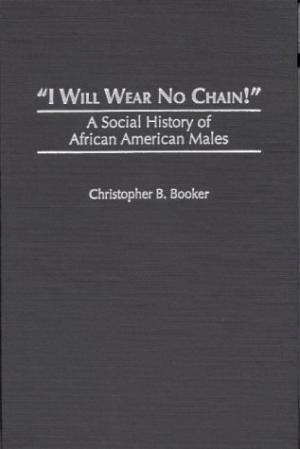 "I WILL WEAR NO CHAIN!"
A Social History of
African American Males
Christopher B. Booker